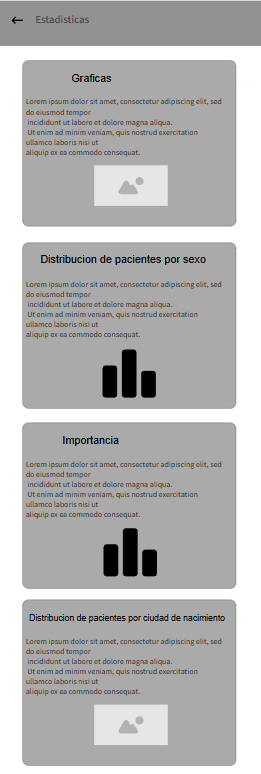 Estadisticas
Graficas
Lorem ipsum dolor sit amet, consectetur adipiscing elit, sed
do eiusmod tempor
incididunt ut labore et dolore magna aliqua.
Ut enim ad minim veniam, quis nostrud exercitation
ullamco laboris nisi ut
aliquip ex ea commodo consequat.
Distribucion de pacientes por sexo
Lorem ipsum dolor sit amet, consectetur adipiscing elit, sed
do eiusmod tempor
incididunt ut labore et dolore magna aliqua.
Ut enim ad minim veniam, quis nostrud exercitation
ullamco laboris nisi ut
aliquip ex ea commodo consequat.
Importancia
Lorem ipsum dolor sit amet, consectetur adipiscing elit, sed
do eiusmod tempor
incididunt ut labore et dolore magna aliqua.
Ut enim ad minim veniam, quis nostrud exercitation
ullamco laboris nisi ut
aliquip ex ea commodo consequat.
Distribucion de pacientes por ciudad de nacimiento
Lorem ipsum dolor sit amet, consectetur adipiscing elit, sed
do eiusmod tempor
incididunt ut labore et dolore magna aliqua.
Ut enim ad minim veniam, quis nostrud exercitation
ullamco laboris nisi ut
aliquip ex ea commodo consequat.